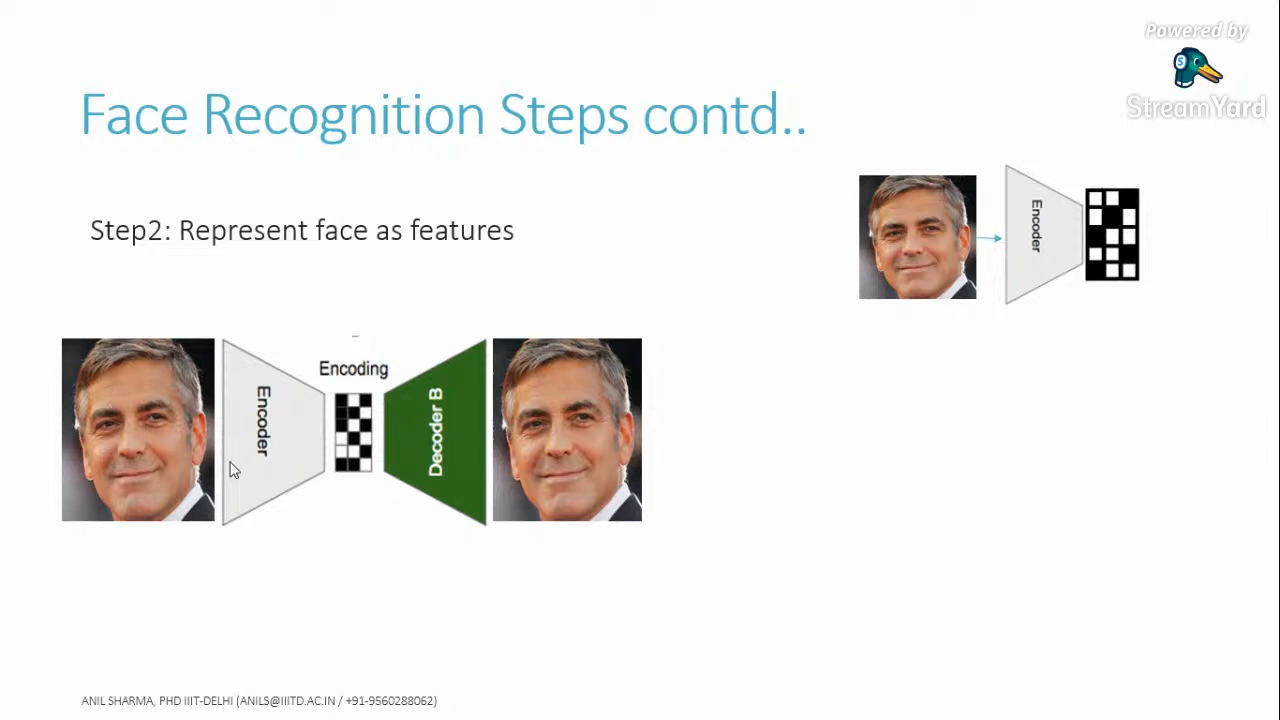 Powered by
StreamYard
Face Recognition Steps contd..
Step2: Represent face as features
Encoder
Encoder
Encoding
Decoder B
ANIL SHARMA, PHD IIIT-DELHI (ANILS@IIITD.AC.IN / +91-9560288062)